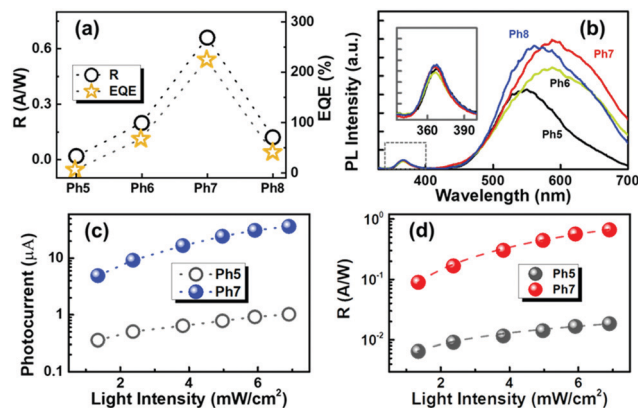 (a)
R (A/W)
0.6
0.3
0.0
R
EQE
300
200
100
0
EQE (%)
Ph5 Ph6 Ph7 Ph8
(b)
PL Intensity (a.u.)
Ph8
Ph7
Ph6
Ph5
360 390
400 500 600 700
Wavelength (nm)
(c)
Photocurrent (μA)
10
1
0.1
Ph5
Ph7
2 4 6
Light Intensity (mW/cm²)
(d)
R (A/W)
10⁰
10⁻¹
10⁻²
Ph5
Ph7
2 4 6
Light Intensity (mW/cm²)